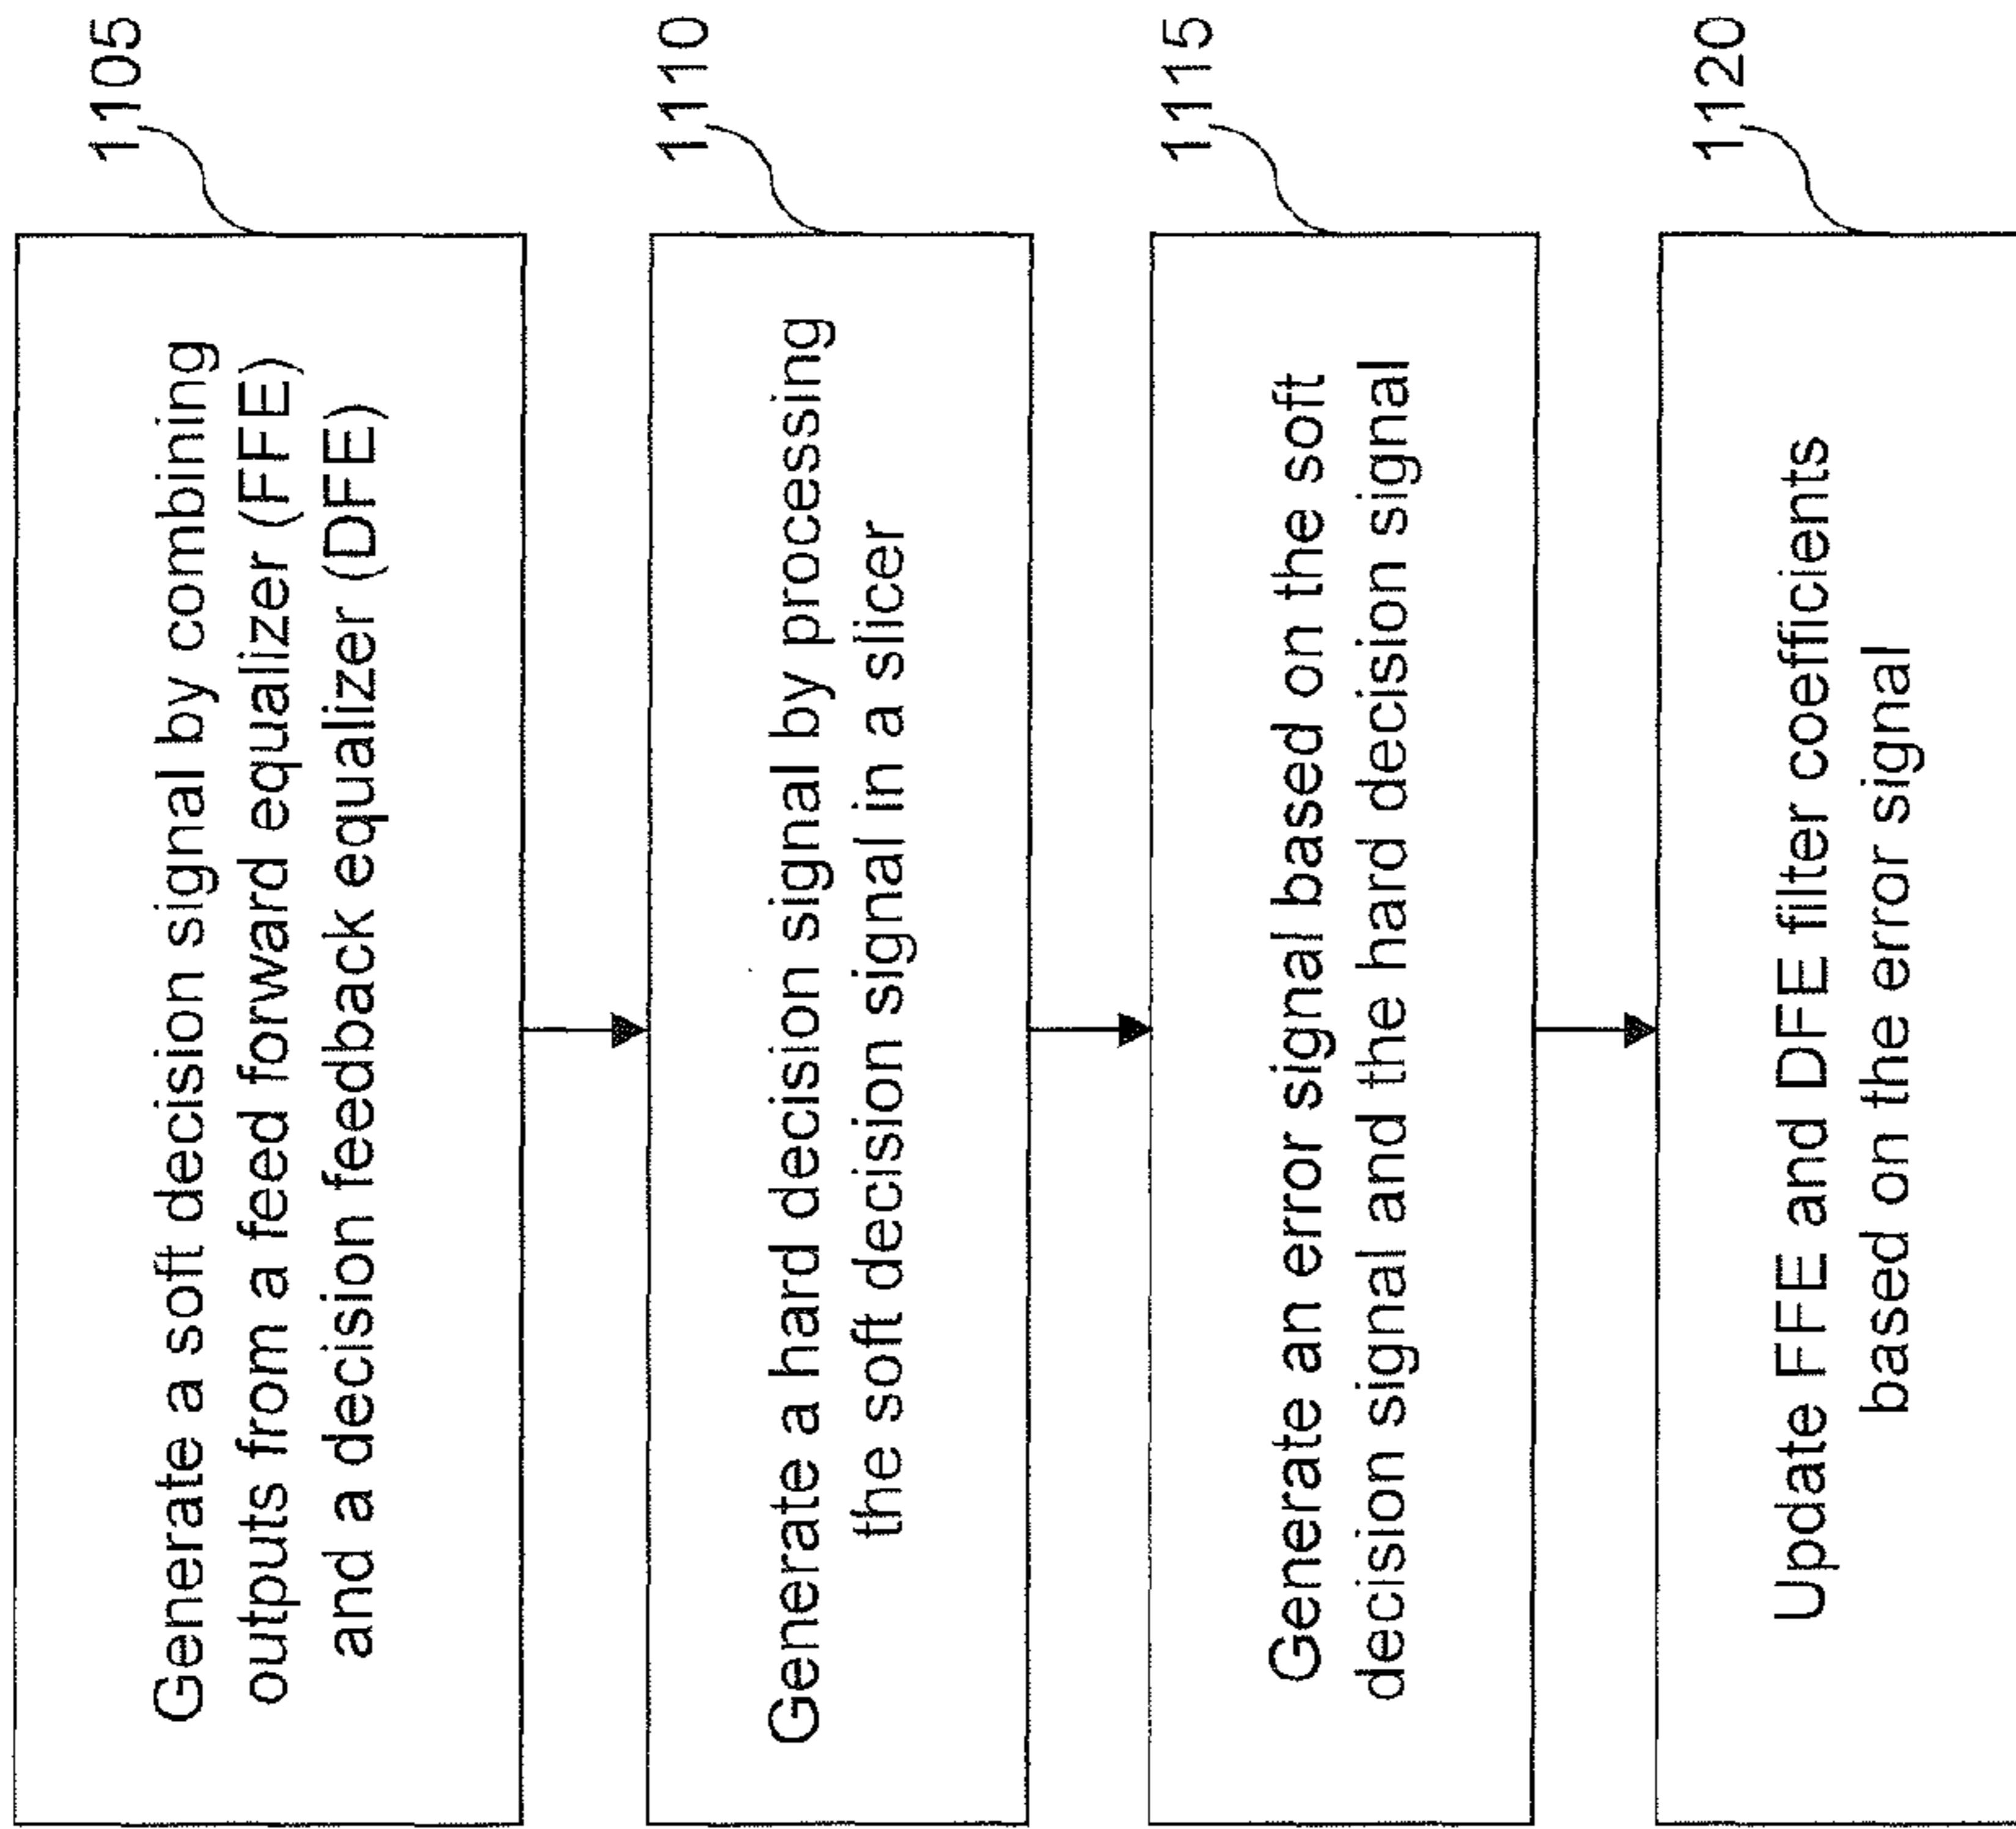 Generate a soft decision signal by combining
outputs from a feed forward equalizer (FFE)
and a decision feedback equalizer (DFE)
1105
Generate a hard decision signal by processing
the soft decision signal in a slicer
1110
Generate an error signal based on the soft
decision signal and the hard decision signal
1115
Update FFE and DFE filter coefficients
based on the error signal
1120